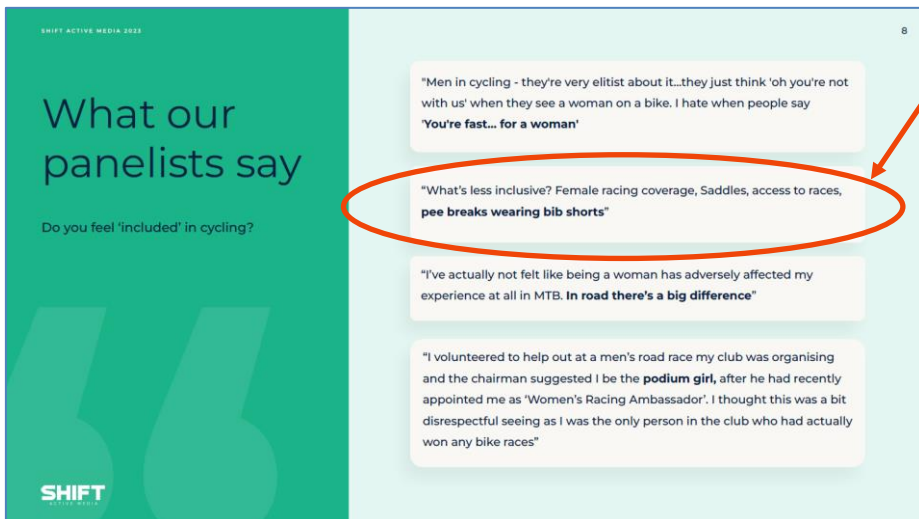 SHIFT ACTIVE MEDIA 2023
8
What our
panelists say
Do you feel ‘included’ in cycling?
"Men in cycling - they're very elitist about it...they just think 'oh you're not
with us' when they see a woman on a bike. I hate when people say
'You're fast... for a woman'
“What’s less inclusive? Female racing coverage, Saddles, access to races,
pee breaks wearing bib shorts”
“I’ve actually not felt like being a woman has adversely affected my
experience at all in MTB. In road there’s a big difference”
“I volunteered to help out at a men’s road race my club was organising
and the chairman suggested I be the podium girl, after he had recently
appointed me as ‘Women’s Racing Ambassador’. I thought this was a bit
disrespectful seeing as I was the only person in the club who had actually
won any bike races”
SHIFT
ACTIVE MEDIA